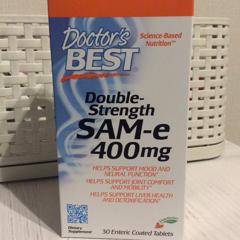 Doctor's
BEST
Science-Based
Nutrition™
Double-
Strength
SAM-e
400mg
HELPS SUPPORT MOOD AND
NEURAL FUNCTION*
HELPS SUPPORT JOINT COMFORT
AND MOBILITY*
HELPS SUPPORT LIVER HEALTH
AND DETOXIFICATION*
Dietary
Supplement
30 Enteric Coated Tablets